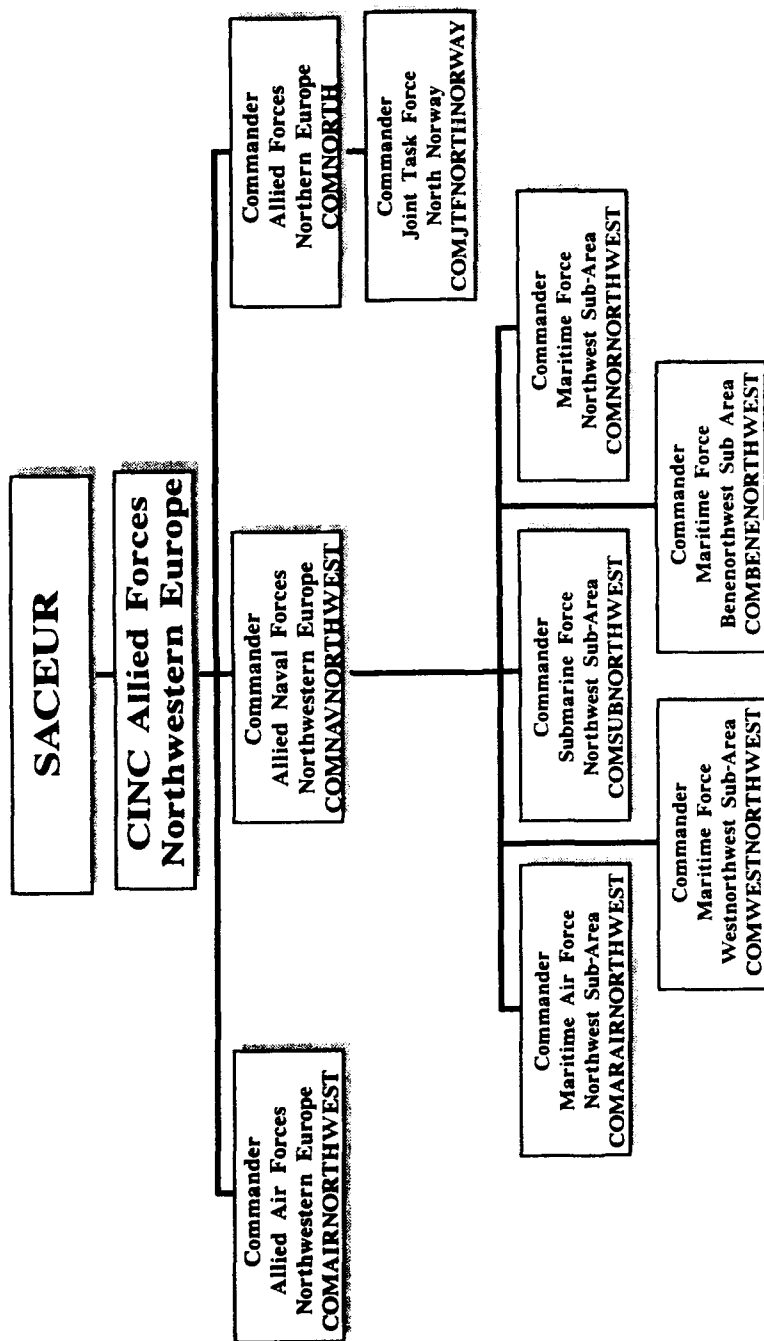 SACEUR
CINC Allied Forces
Northwestern Europe
Commander
Allied Air Forces
Northwestern Europe
COMAIRNORTHWEST
Commander
Allied Naval Forces
Northwestern Europe
COMNAVNORTHWEST
Commander
Allied Forces
Northern Europe
COMNORTH
Commander
Joint Task Force
North Norway
COMJTFNORTHNORWAY
Commander
Maritime Air Force
Northwest Sub-Area
COMARAIRNORTHWEST
Commander
Submarine Force
Northwest Sub-Area
COMSUBNORTHWEST
Commander
Maritime Force
Northwest Sub-Area
COMNORNORTHWEST
Commander
Maritime Force
Westnorthwest Sub-Area
COMWESTNORTHWEST
Commander
Maritime Force
Benenorthwest Sub Area
COMBENENORTHWEST